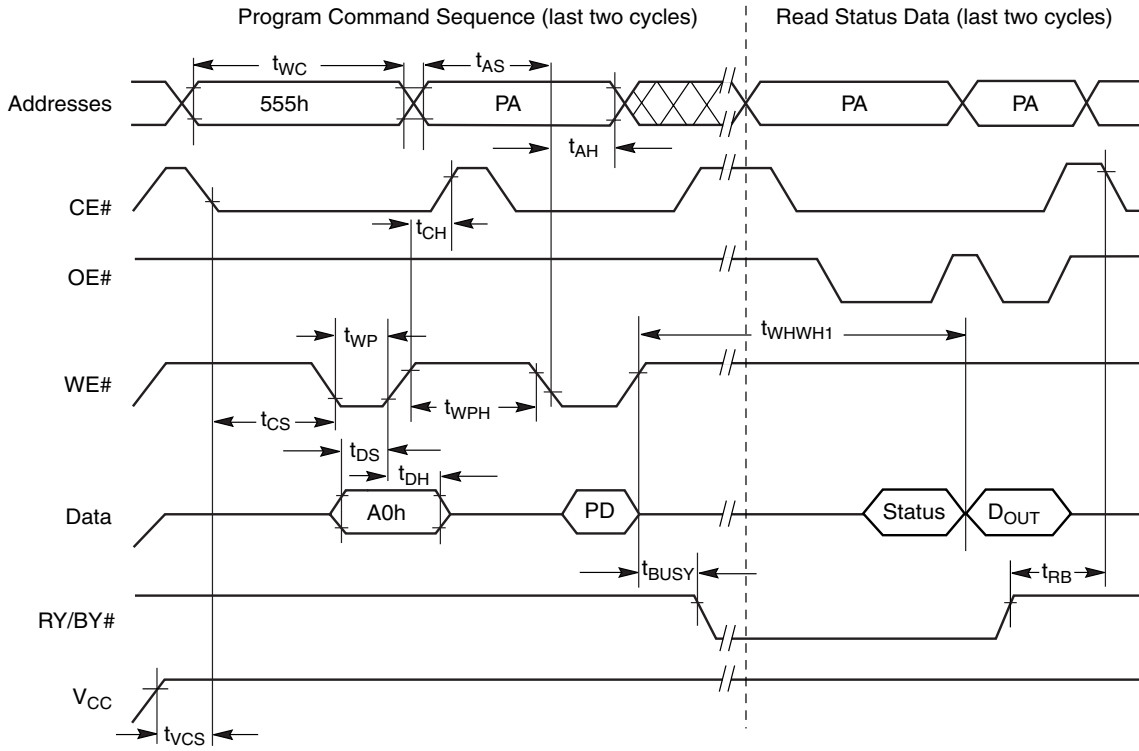 Program Command Sequence (last two cycles)
Read Status Data (last two cycles)
tWC
tAS
Addresses
555h
PA
PA
PA
tAH
CE#
tCH
OE#
tWP
tWHWH1
WE#
tCS
tWPH
tDS
tDH
Data
A0h
PD
Status
DOUT
tBUSY
tRB
RY/BY#
VCC
tVCS